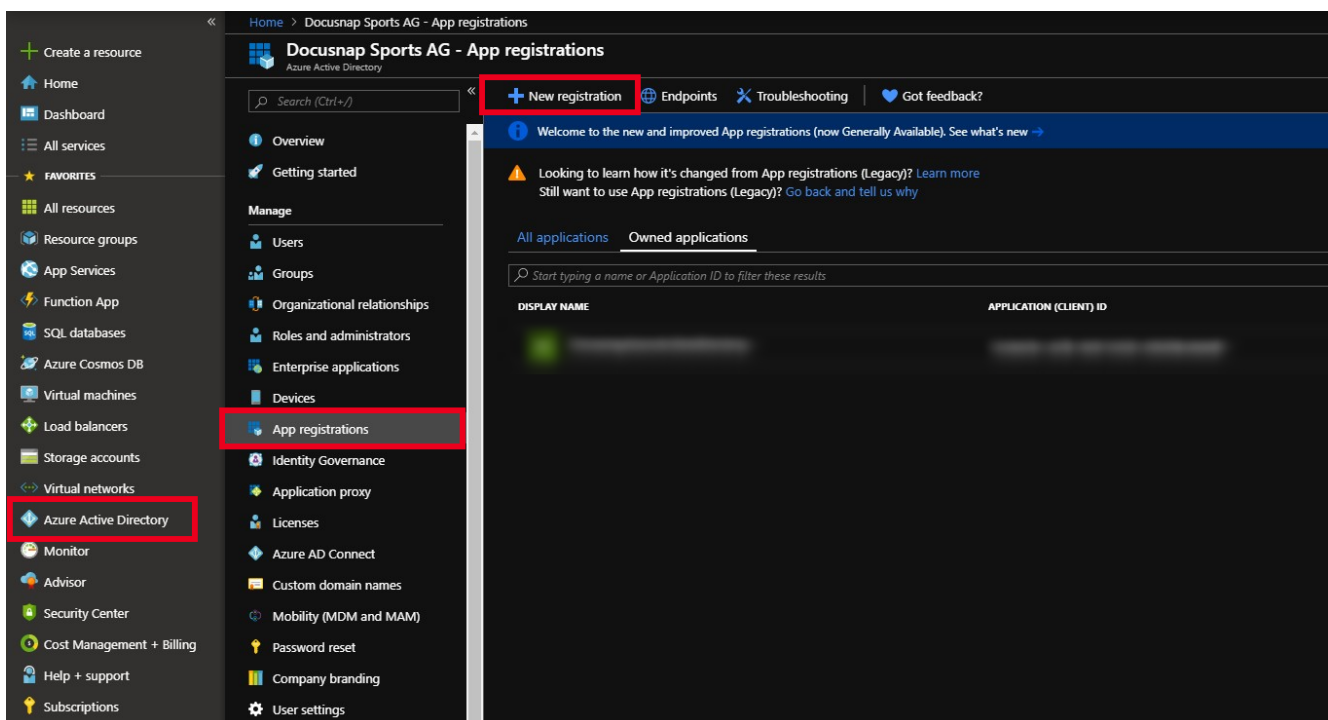 Create a resource
Home
Dashboard
All services
FAVORITES
All resources
Resource groups
App Services
Function App
SQL databases
Azure Cosmos DB
Virtual machines
Load balancers
Storage accounts
Virtual networks
Azure Active Directory
Monitor
Advisor
Security Center
Cost Management + Billing
Help + support
Subscriptions
Home > Docusnap Sports AG - App registrations
Docusnap Sports AG - App registrations
Azure Active Directory
Search (Ctrl+/)
Overview
Getting started
Manage
Users
Groups
Organizational relationships
Roles and administrators
Enterprise applications
Devices
App registrations
Identity Governance
Application proxy
Licenses
Azure AD Connect
Custom domain names
Mobility (MDM and MAM)
Password reset
Company branding
User settings
New registration Endpoints Troubleshooting Got feedback?
Welcome to the new and improved App registrations (now Generally Available). See what's new →
Looking to learn how it's changed from App registrations (Legacy)? Learn more
Still want to use App registrations (Legacy)? Go back and tell us why
All applications Owned applications
Start typing a name or Application ID to filter these results
DISPLAY NAME APPLICATION (CLIENT) ID